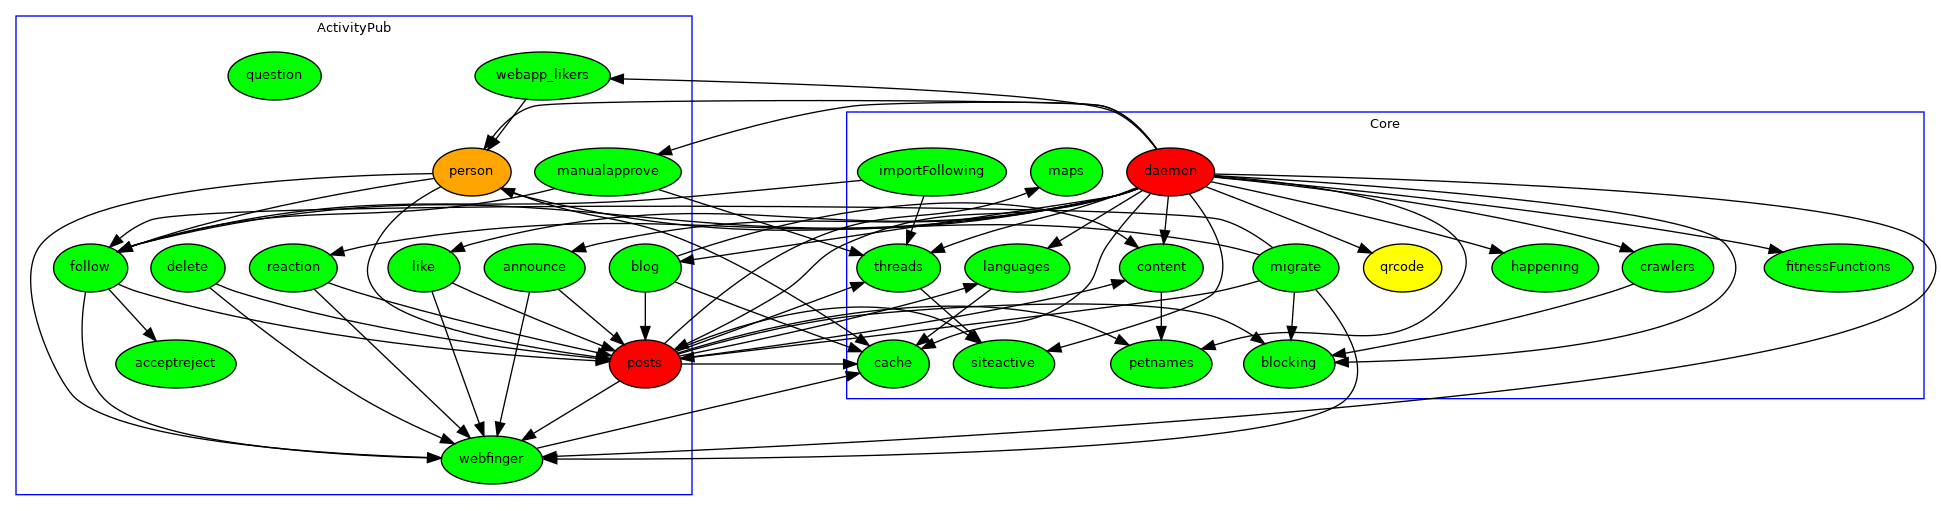 ActivityPub
question
webapp_likers
Core
person
manualapprove
importFollowing
maps
daemon
follow
delete
reaction
like
announce
blog
threads
languages
content
migrate
qrcode
happening
crawlers
fitnessFunctions
acceptreject
posts
cache
siteactive
petnames
blocking
webfinger